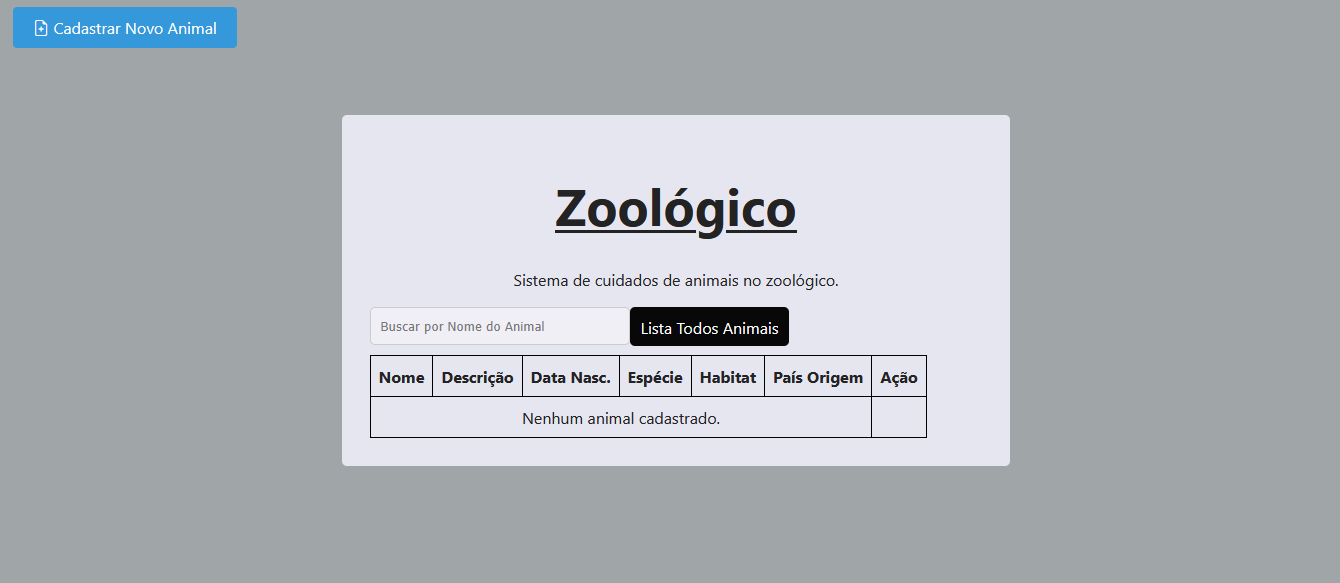 Cadastrar Novo Animal
Zoológico
Sistema de cuidados de animais no zoológico.
Buscar por Nome do Animal Lista Todos Animais
Nome Descrição Data Nasc. Espécie Habitat País Origem Ação
Nenhum animal cadastrado.